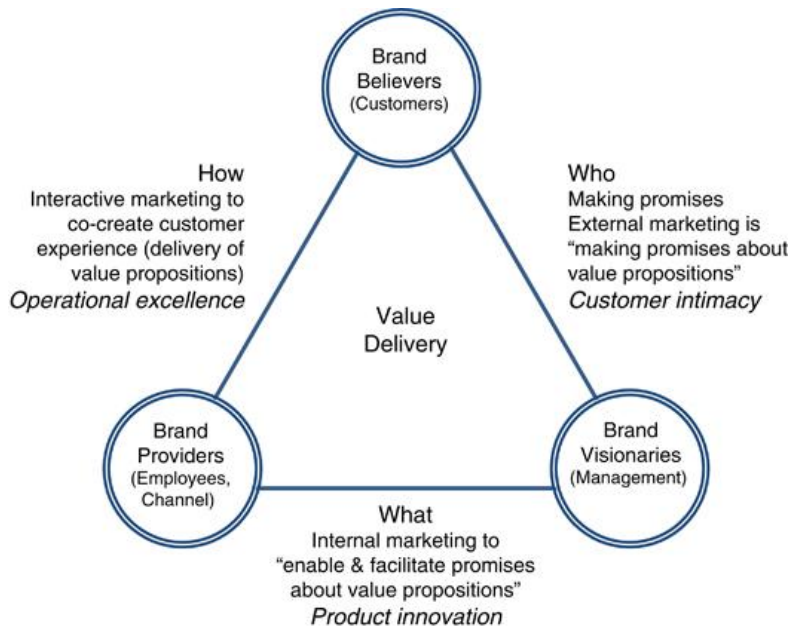 Brand
Believers
(Customers)
How
Interactive marketing to
co-create customer
experience (delivery of
value propositions)
Operational excellence
Who
Making promises
External marketing is
“making promises about
value propositions”
Customer intimacy
Value
Delivery
Brand
Providers
(Employees,
Channel)
Brand
Visionaries
(Management)
What
Internal marketing to
“enable & facilitate promises
about value propositions”
Product innovation